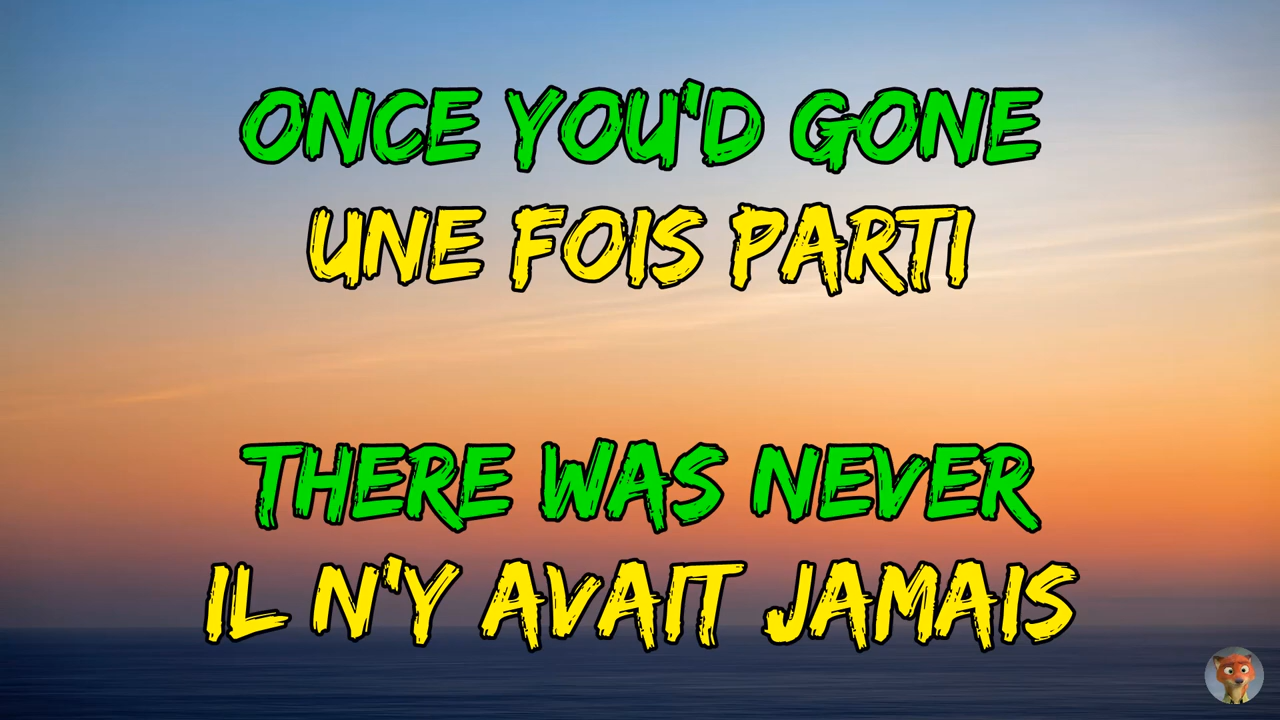 ONCE YOU'D GONE
UNE FOIS PARTI
THERE WAS NEVER
IL N'Y AVAIT JAMAIS